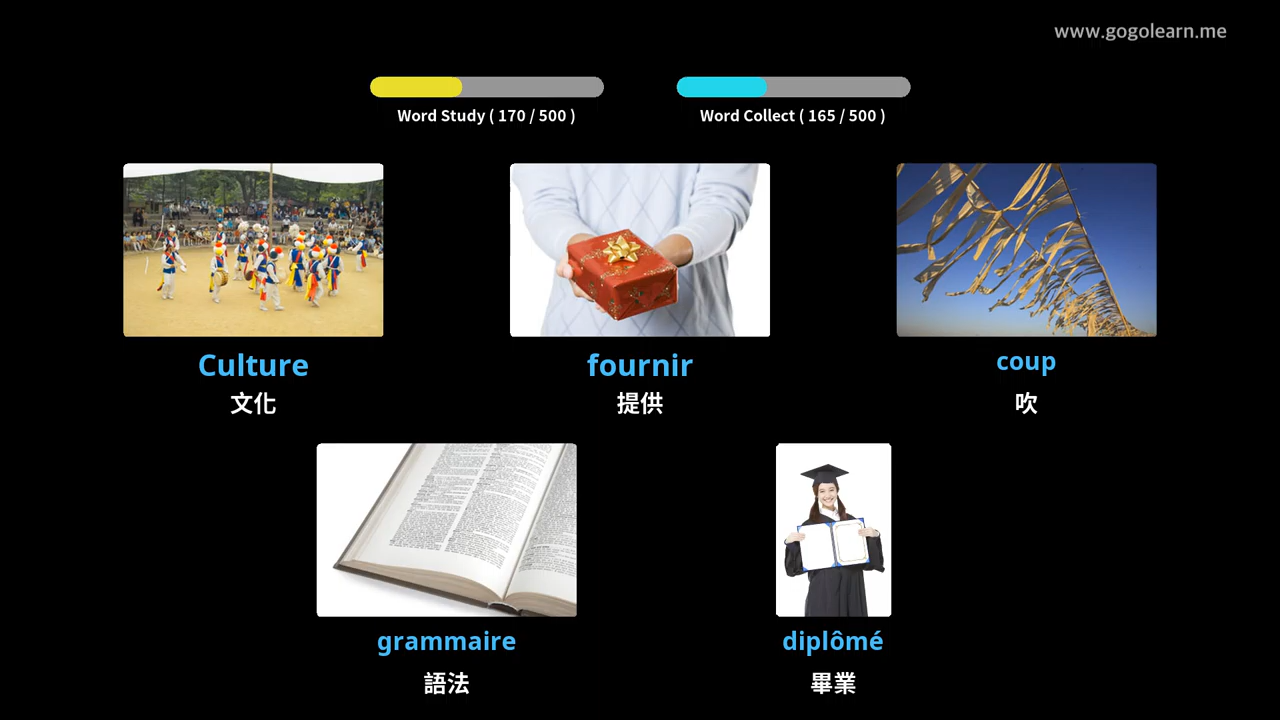 www.gogolearn.me
Word Study ( 170 / 500 )
Word Collect ( 165 / 500 )
Culture
文化
fournir
提供
coup
吹
grammaire
語法
diplômé
畢業